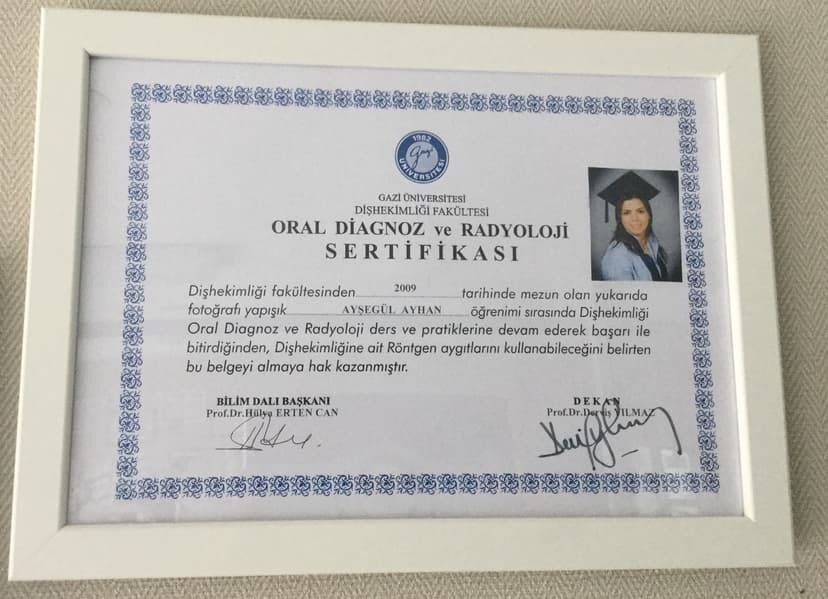 1982
Gazi
ÜNİVERSİTESİ
GAZİ ÜNİVERSİTESİ
DİŞHEKİMLİĞİ FAKÜLTESİ
ORAL DİAGNOZ ve RADYOLOJİ
SERTİFİKASI
Dişhekimliği fakültesinden 2009 tarihinde mezun olan yukarıda
fotoğrafı yapışık AYŞEGÜL AYHAN öğrenimi sırasında Dişhekimliği
Oral Diagnoz ve Radyoloji ders ve pratiklerine devam ederek başarı ile
bitirdiğinden, Dişhekimliğine ait Röntgen aygıtlarını kullanabileceğini belirten
bu belgeyi almaya hak kazanmıştır.
BİLİM DALI BAŞKANI
Prof.Dr.Hülya ERTEN CAN
DEKAN
Prof.Dr.Derviş YILMAZ